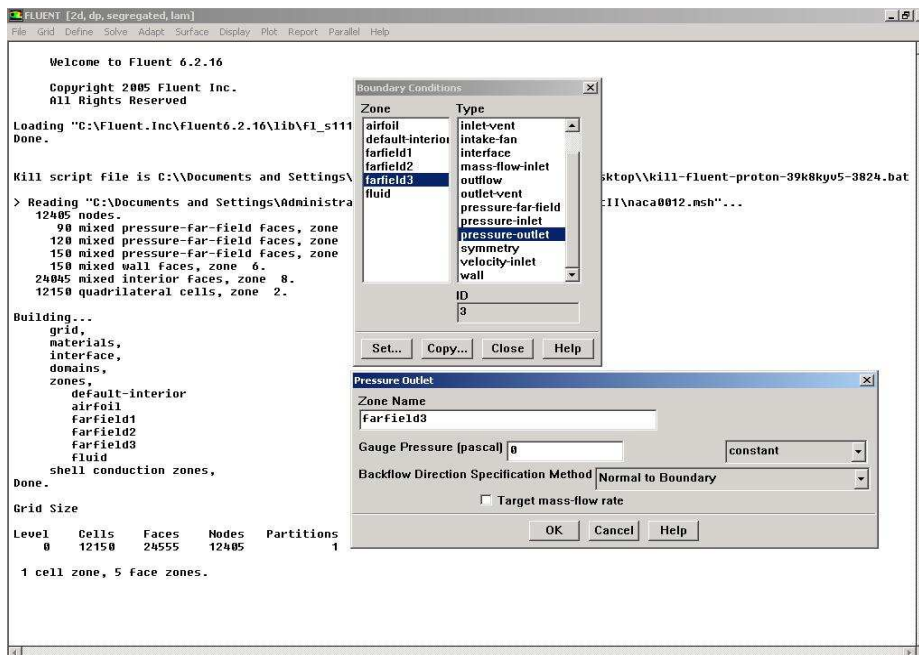 FLUENT [2d, dp, segregated, lam]
File Grid Define Solve Adapt Surface Display Plot Report Parallel Help
Welcome to Fluent 6.2.16
Copyright 2005 Fluent Inc.
All Rights Reserved
Loading "C:\Fluent.Inc\fluent6.2.16\lib\fl_s111
Done.
Kill script file is C:\\Documents and Settings\ sktop\\kill-fluent-proton-39k8kyv5-3824.bat
> Reading "C:\Documents and Settings\Administra II\naca0012.msh"...
12405 nodes.
90 mixed pressure-far-field faces, zone
120 mixed pressure-far-field faces, zone
150 mixed pressure-far-field faces, zone
150 mixed wall faces, zone 6.
24045 mixed interior faces, zone 8.
12150 quadrilateral cells, zone 2.
Building...
grid,
materials,
interface,
domains,
zones,
default-interior
airfoil
farfield1
farfield2
farfield3
fluid
shell conduction zones,
Done.
Grid Size
Level Cells Faces Nodes Partitions
0 12150 24555 12405 1
1 cell zone, 5 face zones.
Boundary Conditions
Zone
airfoil
default-interior
farfield1
farfield2
farfield3
fluid
Type
inlet-vent
intake-fan
interface
mass-flow-inlet
outflow
outlet-vent
pressure-far-field
pressure-inlet
pressure-outlet
symmetry
velocity-inlet
wall
ID
3
Set... Copy... Close Help
Pressure Outlet
Zone Name
farfield3
Gauge Pressure (pascal) 0 constant
Backflow Direction Specification Method Normal to Boundary
Target mass-flow rate
OK Cancel Help